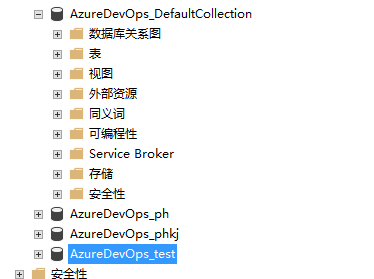 AzureDevOps_DefaultCollection
数据库关系图
表
视图
外部资源
同义词
可编程性
Service Broker
存储
安全性
AzureDevOps_ph
AzureDevOps_phkj
AzureDevOps_test
安全性